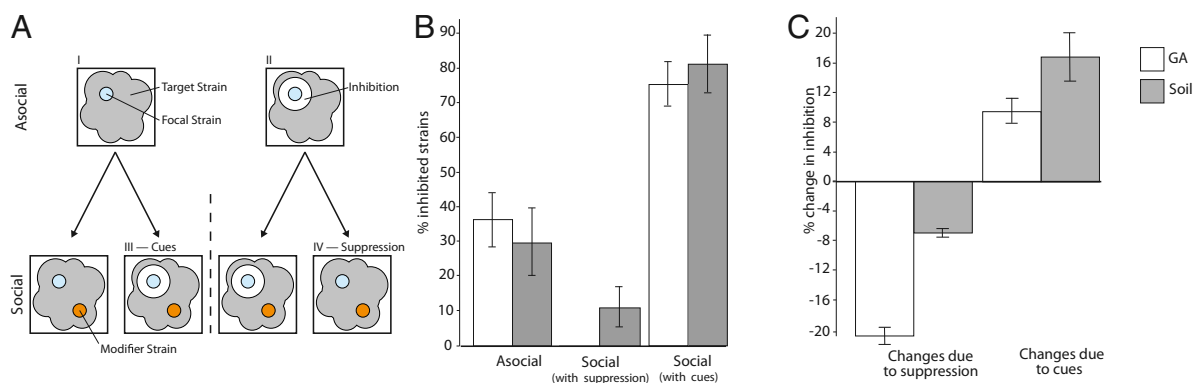 A
I
II
Asocial
Target Strain
Focal Strain
Inhibition
III — Cues
IV — Suppression
Social
Modifier Strain
B
% inhibited strains
90
80
70
60
50
40
30
20
10
0
Asocial
Social
(with suppression)
Social
(with cues)
C
% change in inhibition
20
16
12
8
4
0
-4
-8
-12
-16
-20
Changes due
to suppression
Changes due
to cues
GA
Soil